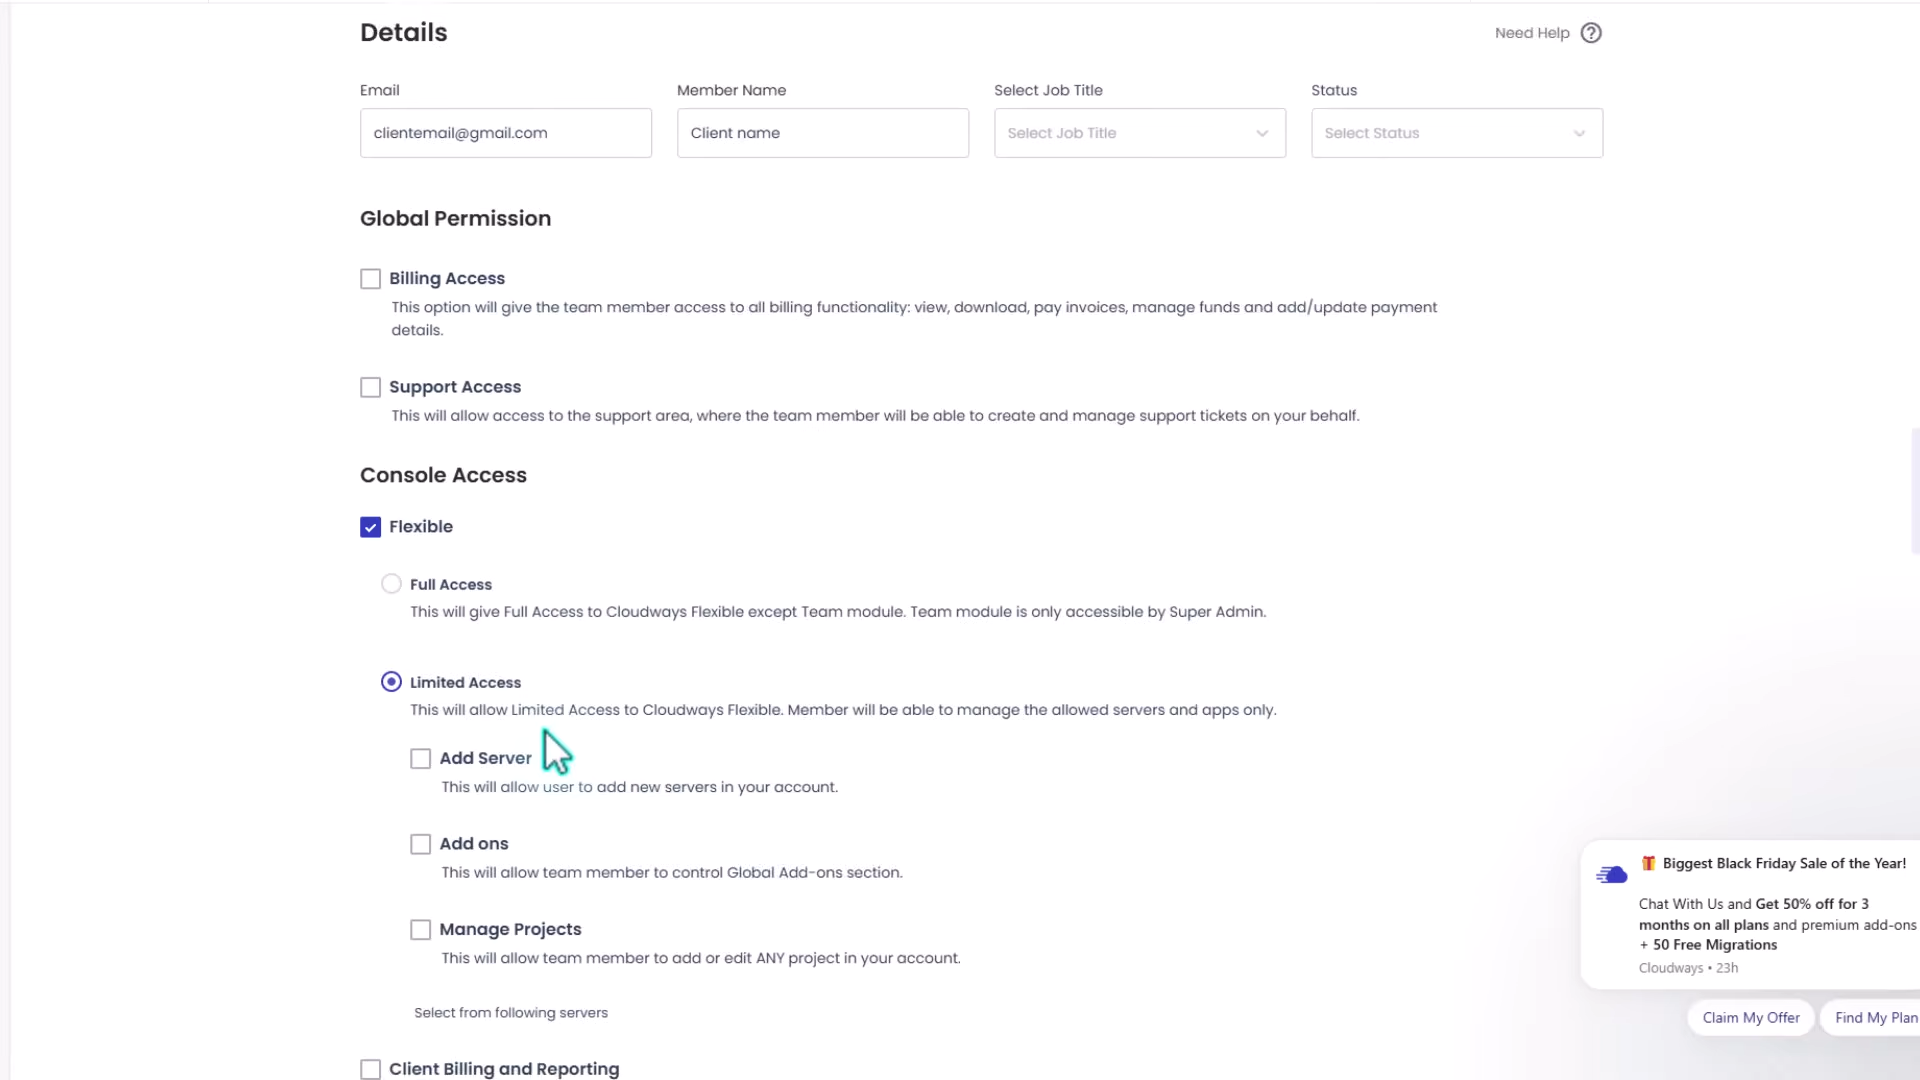 Details
Need Help
Email
Member Name
Select Job Title
Status
clientemail@gmail.com
Client name
Select Job Title
Select Status
Global Permission
Billing Access
This option will give the team member access to all billing functionality: view, download, pay invoices, manage funds and add/update payment
details.
Support Access
This will allow access to the support area, where the team member will be able to create and manage support tickets on your behalf.
Console Access
Flexible
Full Access
This will give Full Access to Cloudways Flexible except Team module. Team module is only accessible by Super Admin.
Limited Access
This will allow Limited Access to Cloudways Flexible. Member will be able to manage the allowed servers and apps only.
Add Server
This will allow user to add new servers in your account.
Add ons
This will allow team member to control Global Add-ons section.
Manage Projects
This will allow team member to add or edit ANY project in your account.
Select from following servers
Client Billing and Reporting
🎁 Biggest Black Friday Sale of the Year!
Chat With Us and Get 50% off for 3
months on all plans and premium add-ons
+ 50 Free Migrations
Cloudways • 23h
Claim My Offer
Find My Plan